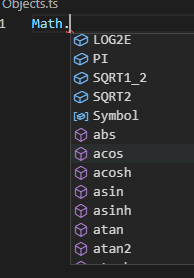 Objects.ts
1 Math.
LOG2E
PI
SQRT1_2
SQRT2
Symbol
abs
acos
acosh
asin
asinh
atan
atan2